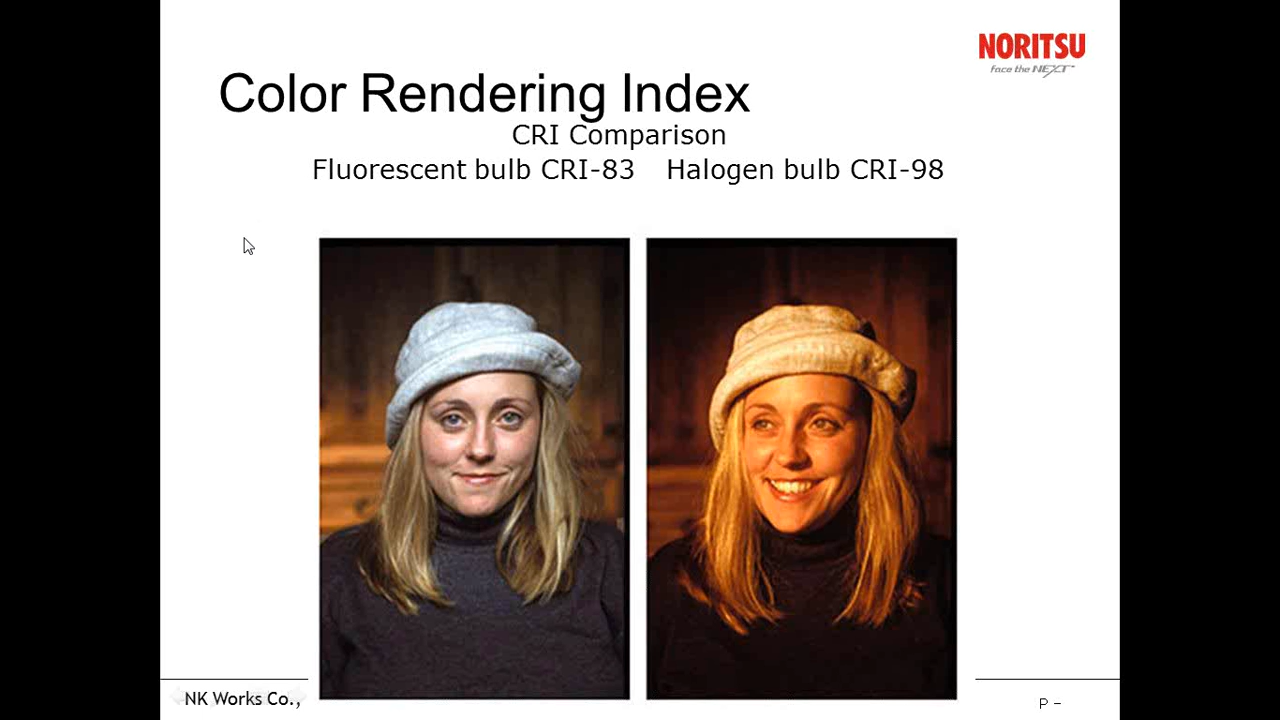 NORITSU
face the NEXT™
Color Rendering Index
CRI Comparison
Fluorescent bulb CRI-83 Halogen bulb CRI-98
NK Works Co.,
P –